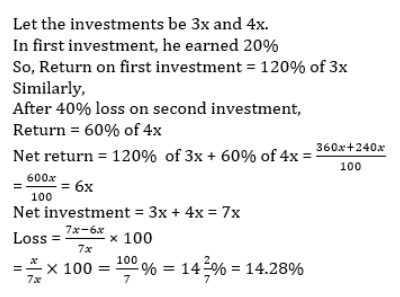 Let the investments be 3x and 4x.
In first investment, he earned 20%
So, Return on first investment = 120% of 3x
Similarly,
After 40% loss on second investment,
Return = 60% of 4x
Net return = 120% of 3x + 60% of 4x = \frac{360x+240x}{100}
= \frac{600x}{100} = 6x
Net investment = 3x + 4x = 7x
Loss = \frac{7x−6x}{7x} × 100
= \frac{x}{7x} × 100 = \frac{100}{7}% = 14\frac{2}{7}% = 14.28%